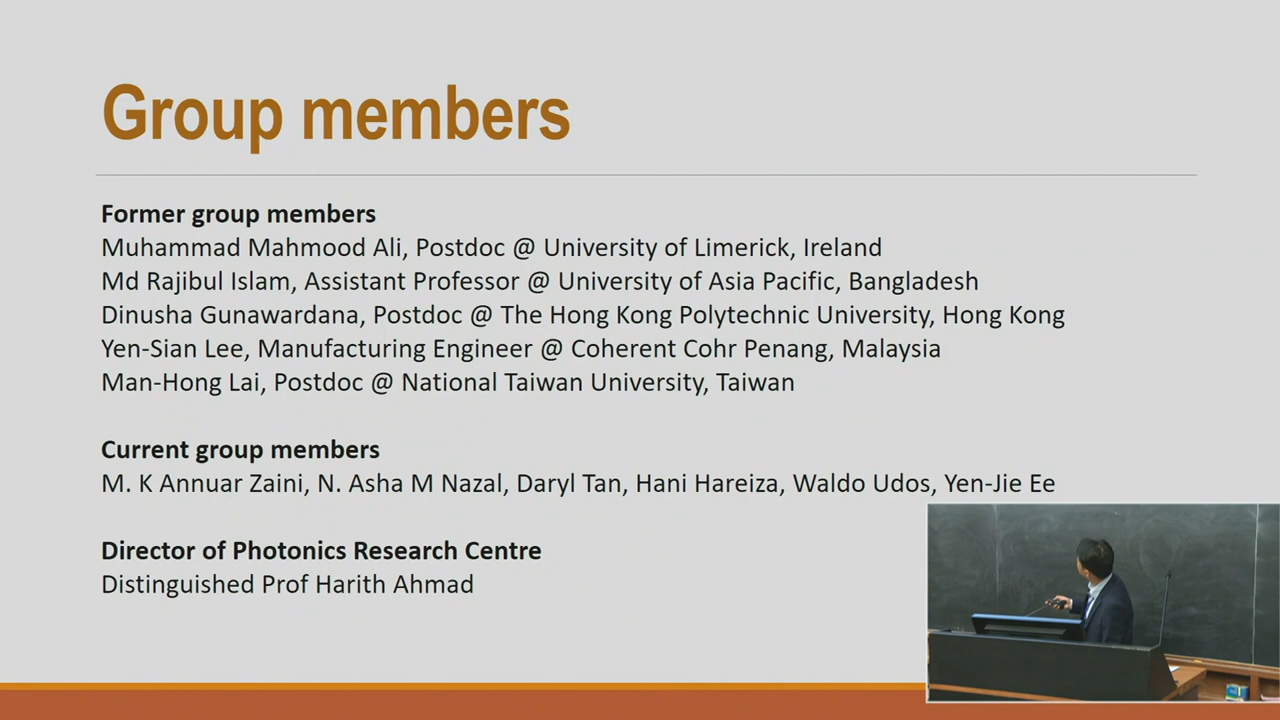 Group members
Former group members
Muhammad Mahmood Ali, Postdoc @ University of Limerick, Ireland
Md Rajibul Islam, Assistant Professor @ University of Asia Pacific, Bangladesh
Dinusha Gunawardana, Postdoc @ The Hong Kong Polytechnic University, Hong Kong
Yen-Sian Lee, Manufacturing Engineer @ Coherent Cohr Penang, Malaysia
Man-Hong Lai, Postdoc @ National Taiwan University, Taiwan
Current group members
M. K Annuar Zaini, N. Asha M Nazal, Daryl Tan, Hani Hareiza, Waldo Udos, Yen-Jie Ee
Director of Photonics Research Centre
Distinguished Prof Harith Ahmad